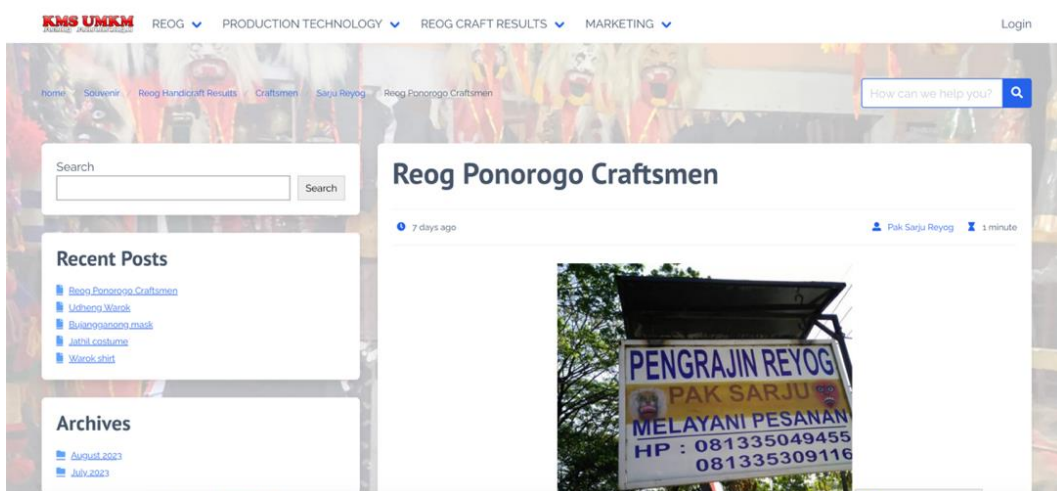 KMS UMKM
REOG PRODUCTION TECHNOLOGY REOG CRAFT RESULTS MARKETING Login
home / Souvenir / Reog Handicraft Results / Craftsmen / Sarju Reyog / Reog Ponorogo Craftsmen
How can we help you?
Search
Search
Recent Posts
Reog Ponorogo Craftsmen
Udheng Warok
Bujangganong mask
Jathil costume
Warok shirt
Archives
August 2023
July 2023
Reog Ponorogo Craftsmen
7 days ago Pak Sarju Reyog 1 minute
PENGRAJIN REYOG
PAK SARJU
MELAYANI PESANAN
HP : 081335049455
081335309116